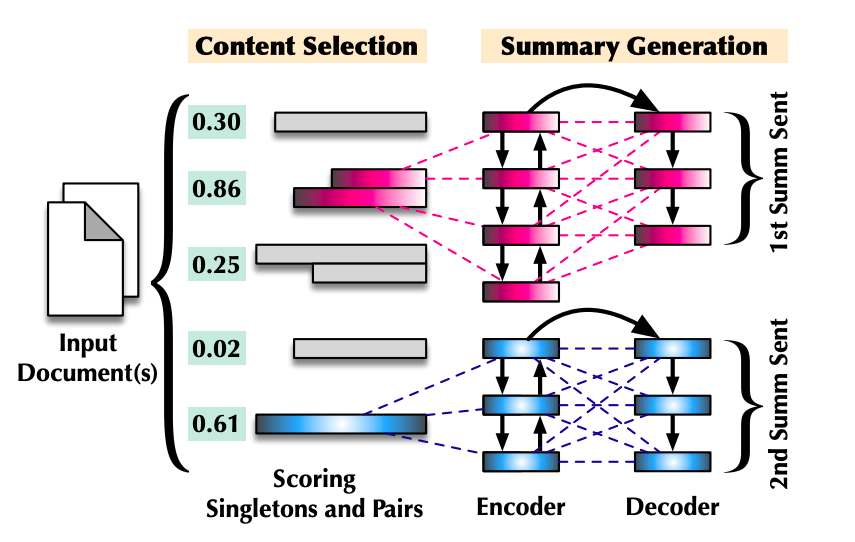 Content Selection
Summary Generation
0.30
0.86
0.25
0.02
0.61
Input
Document(s)
Scoring
Singletons and Pairs
Encoder
Decoder
1st Summ Sent
2nd Summ Sent